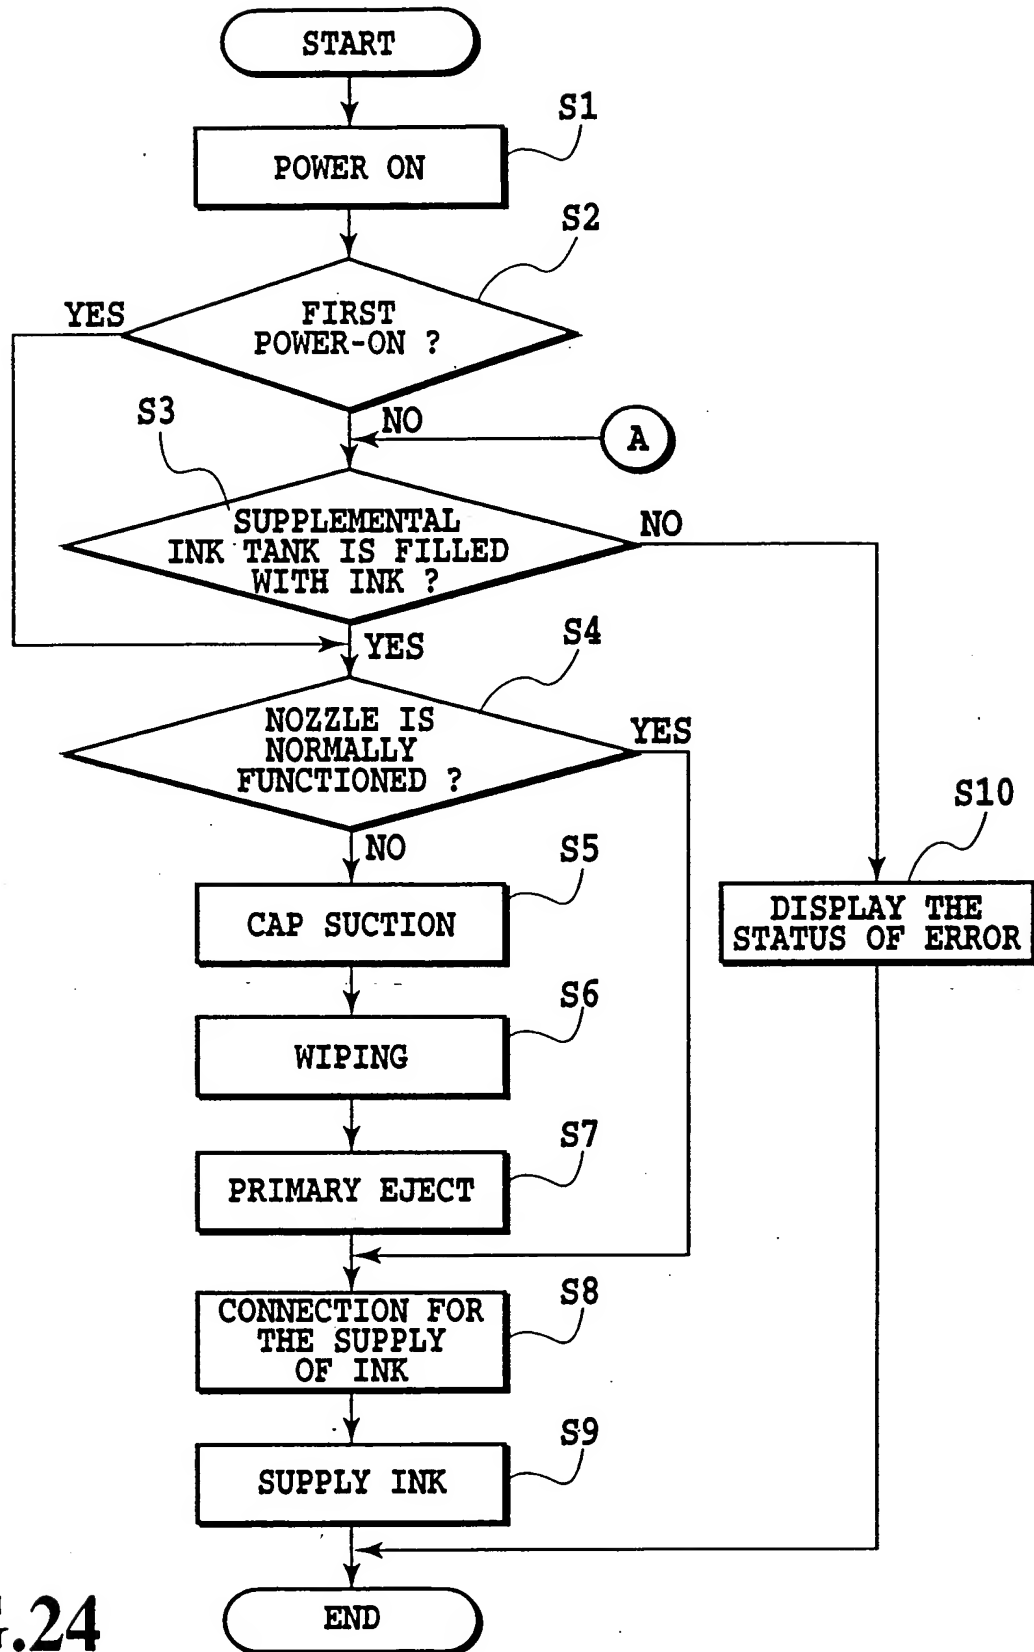 START
S1
POWER ON
S2
YES
FIRST
POWER-ON ?
S3
NO
A
SUPPLEMENTAL
INK TANK IS FILLED
WITH INK ?
NO
YES
S4
NOZZLE IS
NORMALLY
FUNCTIONED ?
YES
NO
S10
S5
CAP SUCTION
DISPLAY THE
STATUS OF ERROR
S6
WIPING
S7
PRIMARY EJECT
S8
CONNECTION FOR
THE SUPPLY
OF INK
S9
SUPPLY INK
END
G.24